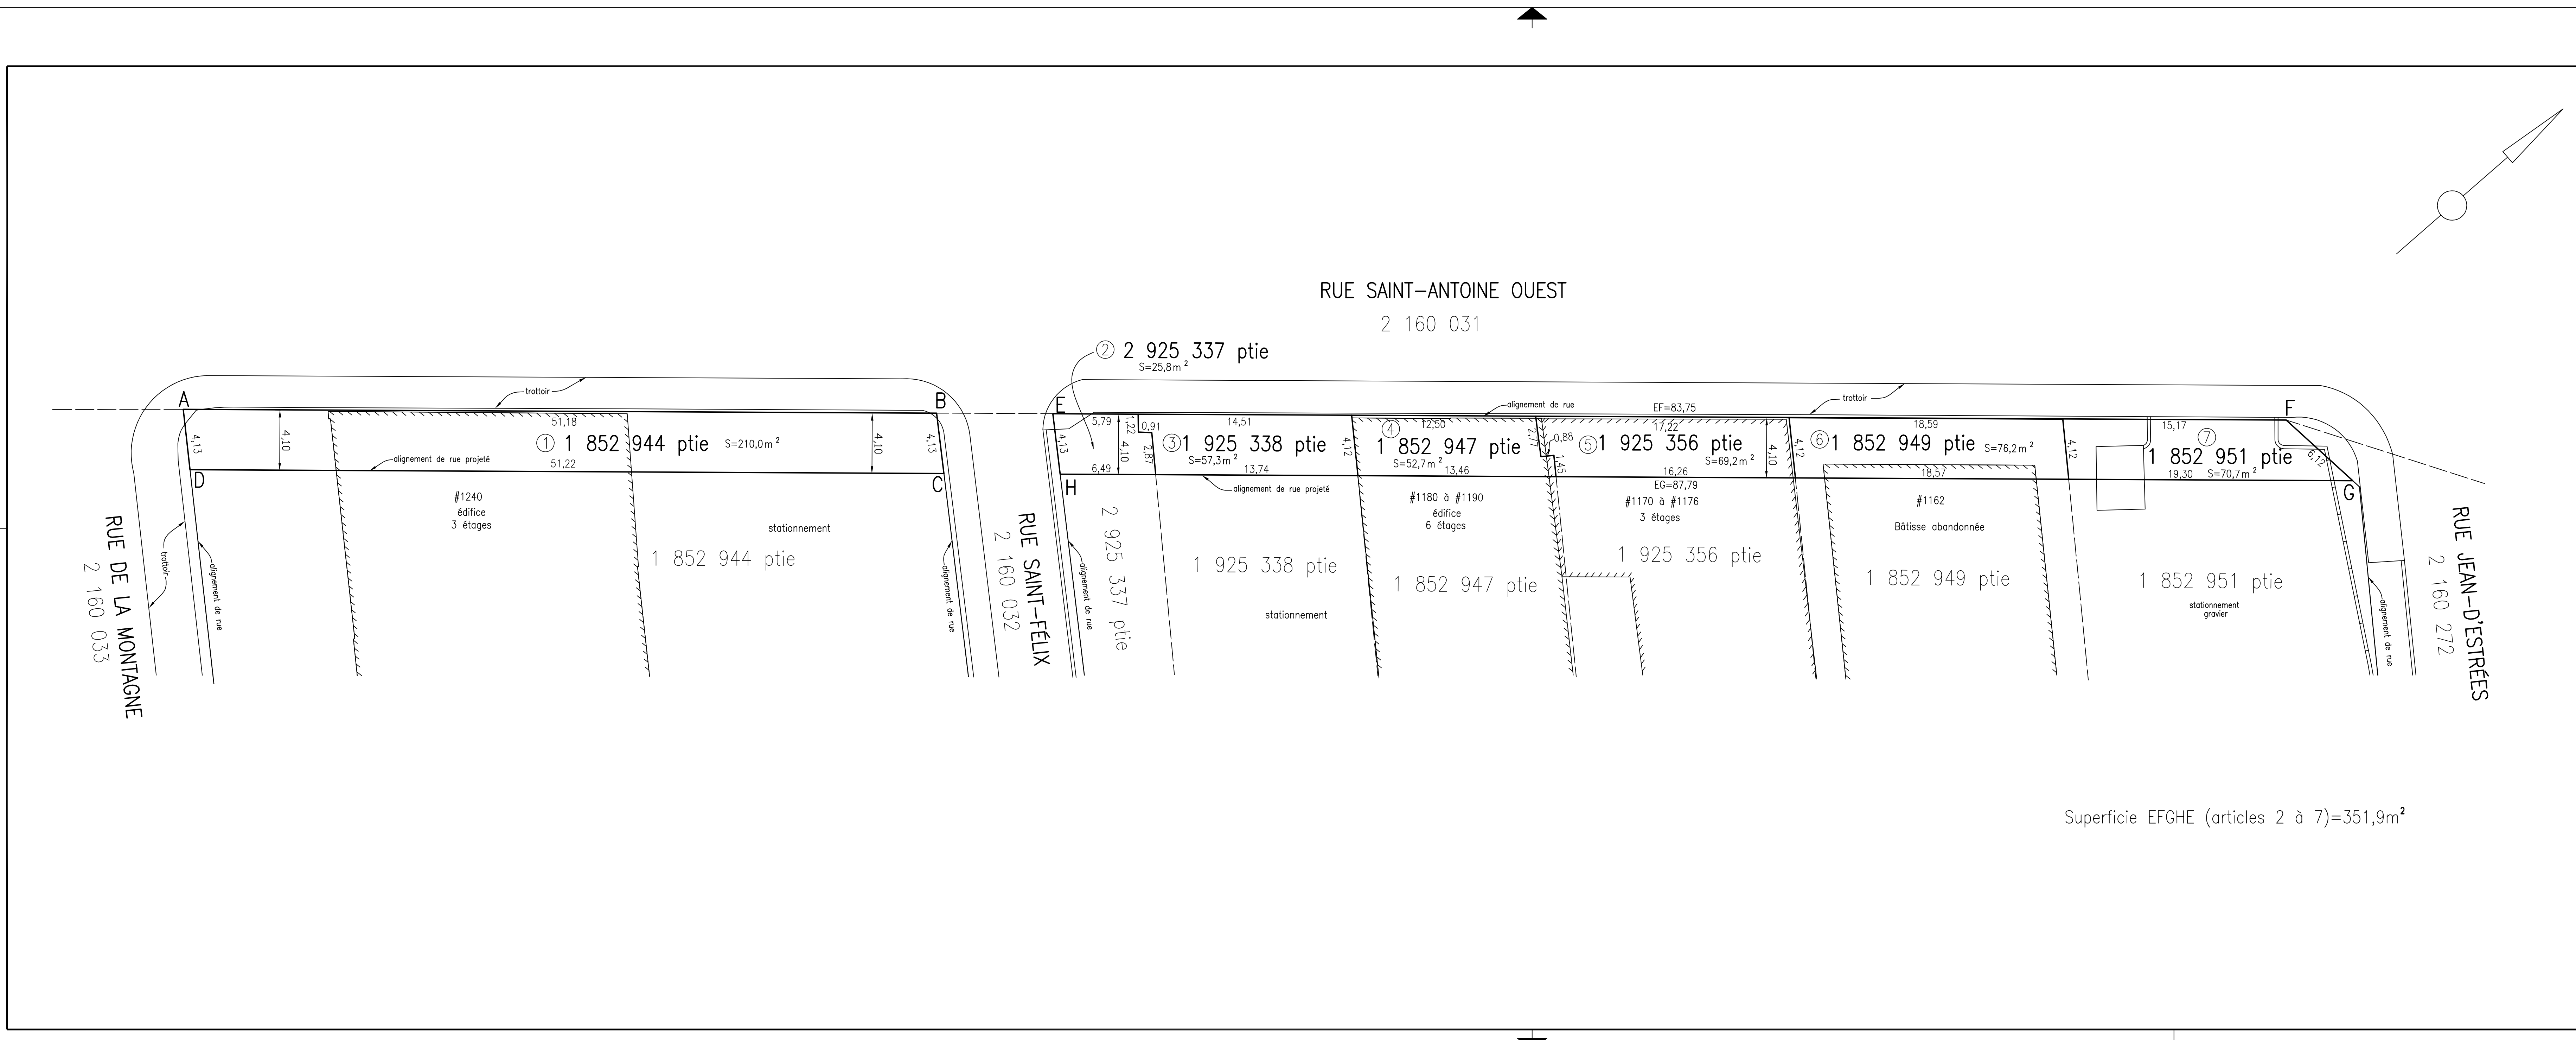 RUE SAINT-ANTOINE OUEST
2 160 031
② 2 925 337 ptie
S=25,8m²
trottoir
alignement de rue
EF=83,75
trottoir
A
B
E
F
51,18
4,13
4,10
① 1 852 944 ptie S=210,0m²
4,10
4,13
51,22
alignement de rue projeté
D
C
#1240
édifice
3 étages
stationnement
1 852 944 ptie
RUE DE LA MONTAGNE
2 160 033
trottoir
alignement de rue
alignement de rue
RUE SAINT-FÉLIX
2 160 032
alignement de rue
5,79
1,22
0,91
14,51
4,13
4,10
2,87
③ 1 925 338 ptie
S=57,3m²
4,12
6,49
13,74
H
alignement de rue projeté
2 925 337 ptie
1 925 338 ptie
stationnement
④
12,50
1 852 947 ptie
S=52,7m²
13,46
2,77
0,88
1,45
#1180 à #1190
édifice
6 étages
1 852 947 ptie
17,22
⑤ 1 925 356 ptie
S=69,2m²
4,10
4,12
16,26
EG=87,79
#1170 à #1176
3 étages
1 925 356 ptie
18,59
⑥ 1 852 949 ptie S=76,2m²
4,12
18,57
#1162
Bâtisse abandonnée
1 852 949 ptie
15,17
⑦
1 852 951 ptie
6,12
19,30 S=70,7m²
G
1 852 951 ptie
stationnement
gravier
alignement de rue
RUE JEAN-D'ESTRÉES
2 160 272
Superficie EFGHE (articles 2 à 7)=351,9m²